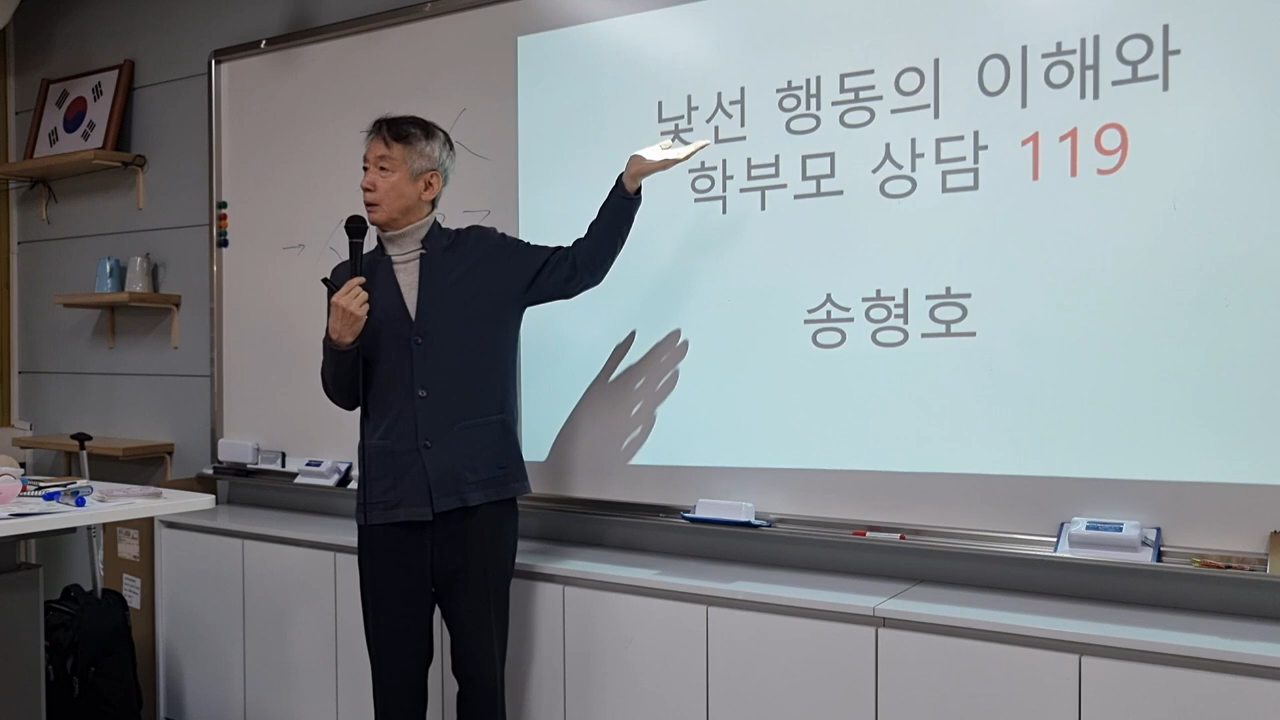 낯선 행동의 이해와
학부모 상담 119
송형호